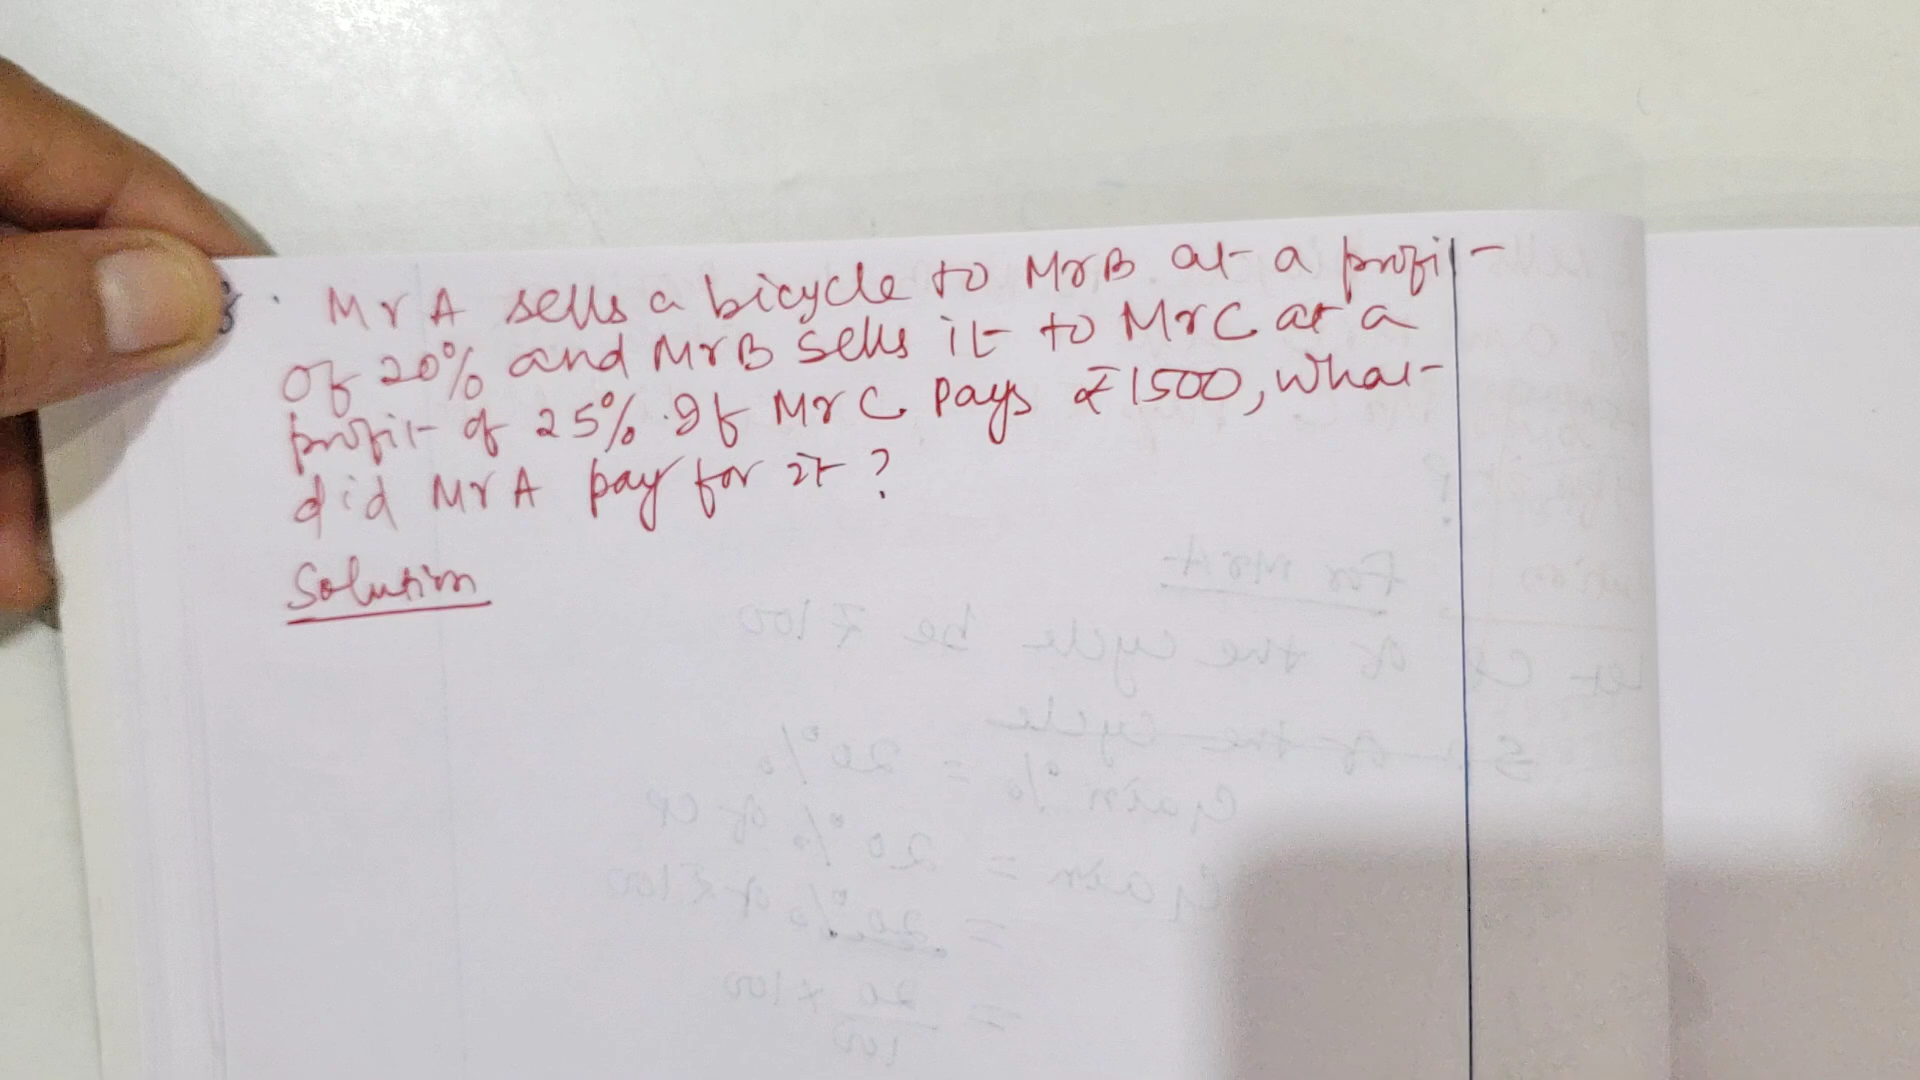 3. Mr A sells a bicycle to Mr B at a profit
of 20% and Mr B sells it to Mr C at a
profit of 25%. If Mr C pays ₹1500, what
did Mr A pay for it?
Solution